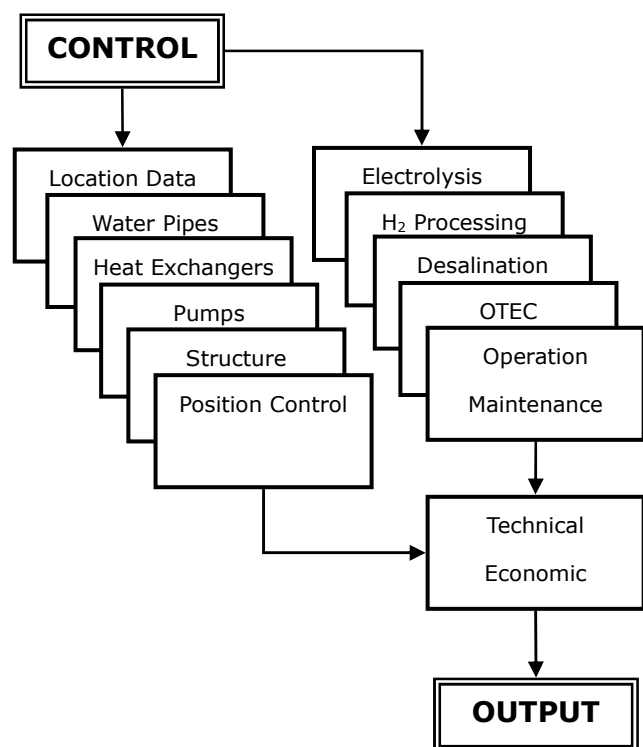 CONTROL
Location Data
Water Pipes
Heat Exchangers
Pumps
Structure
Position Control
Electrolysis
H₂ Processing
Desalination
OTEC
Operation
Maintenance
Technical
Economic
OUTPUT